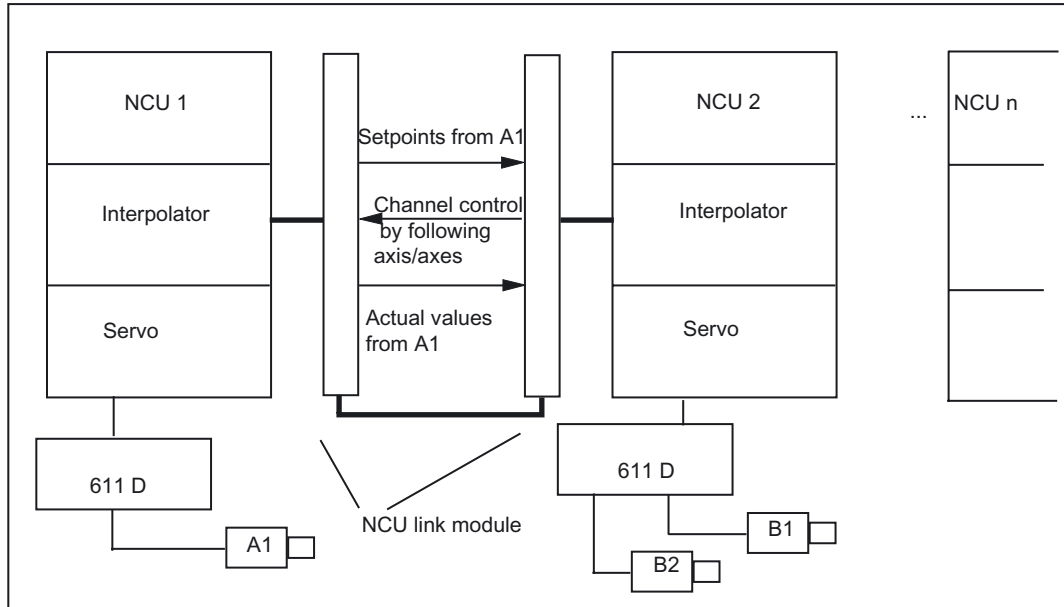 NCU 1
NCU 2
...
NCU n
Setpoints from A1
Interpolator
Channel control
by following
axis/axes
Interpolator
Servo
Actual values
from A1
Servo
611 D
611 D
NCU link module
A1
B1
B2